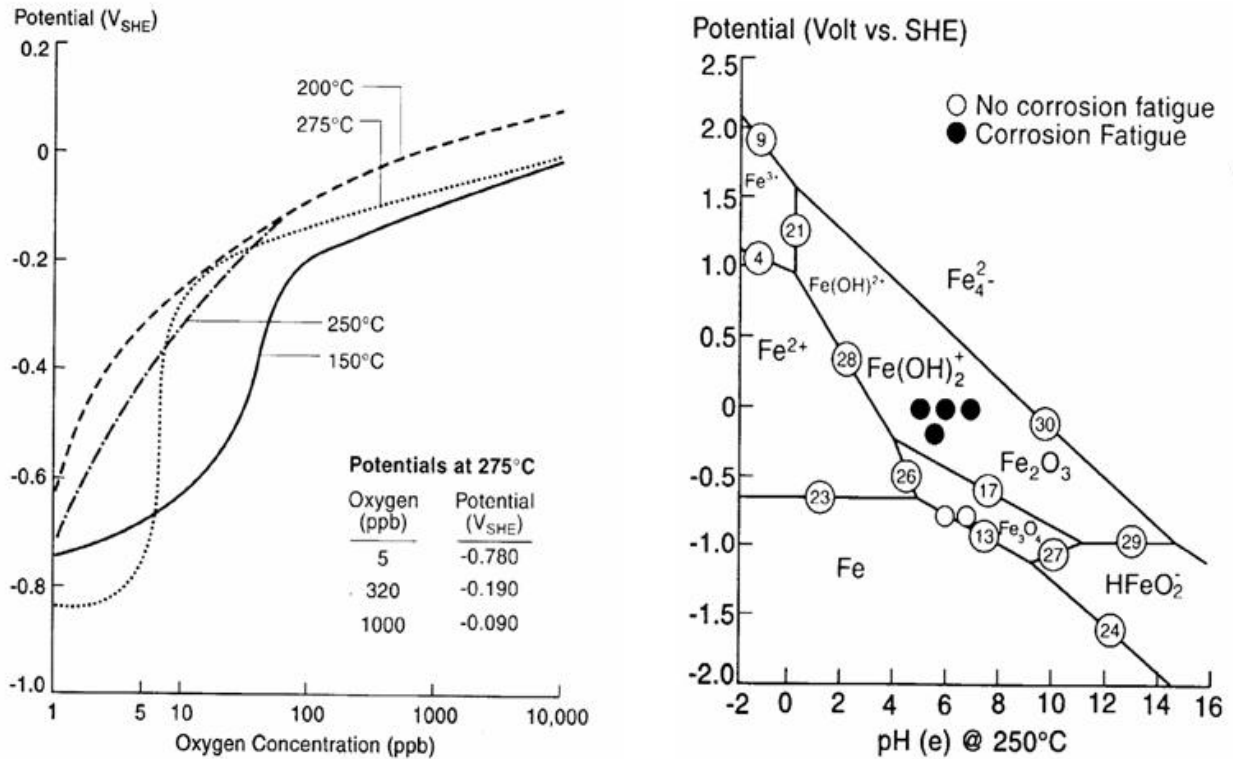 Potential (V_SHE)
0.2
0
-0.2
-0.4
-0.6
-0.8
-1.0
200°C
275°C
250°C
150°C
Potentials at 275°C
Oxygen Potential
(ppb) (V_SHE)
5 -0.780
320 -0.190
1000 -0.090
1 5 10 100 1000 10,000
Oxygen Concentration (ppb)
Potential (Volt vs. SHE)
2.5
2.0
1.5
1.0
0.5
0
-0.5
-1.0
-1.5
-2.0
No corrosion fatigue
Corrosion Fatigue
9
Fe³⁺
21
4
Fe(OH)²⁺
Fe²₄-
Fe²⁺
28
Fe(OH)₂⁺
30
Fe₂O₃
26
17
23
13
Fe₃O₄
27
29
Fe
HFeO₂⁻
24
-2 0 2 4 6 8 10 12 14 16
pH (e) @ 250°C